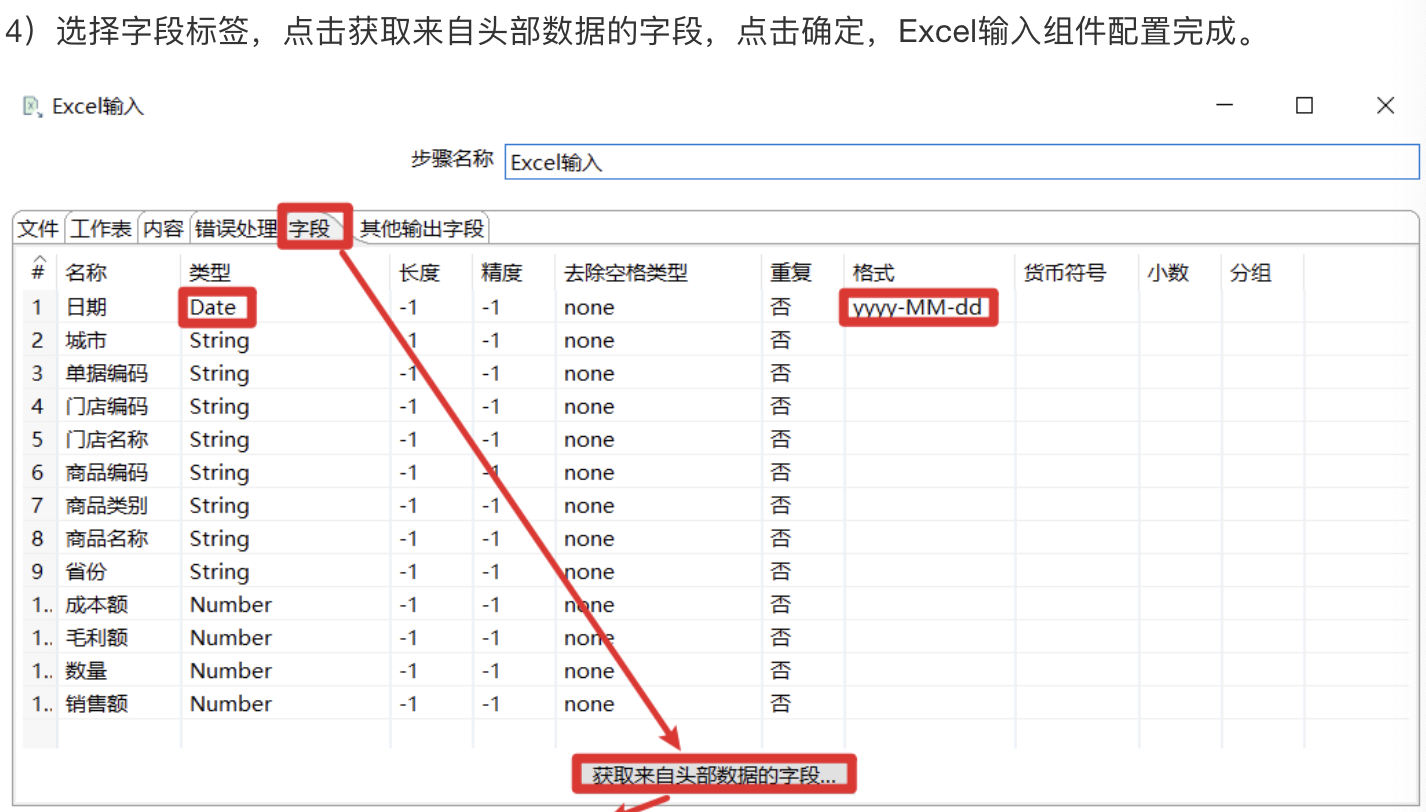 4）选择字段标签，点击获取来自头部数据的字段，点击确定，Excel输入组件配置完成。
Excel输入
步骤名称 Excel输入
文件 工作表 内容 错误处理 字段 其他输出字段
# 名称 类型 长度 精度 去除空格类型 重复 格式 货币符号 小数 分组
1 日期 Date -1 -1 none 否 yyyy-MM-dd
2 城市 String -1 -1 none 否
3 单据编码 String -1 -1 none 否
4 门店编码 String -1 -1 none 否
5 门店名称 String -1 -1 none 否
6 商品编码 String -1 -1 none 否
7 商品类别 String -1 -1 none 否
8 商品名称 String -1 -1 none 否
9 省份 String -1 -1 none 否
1.. 成本额 Number -1 -1 none 否
1.. 毛利额 Number -1 -1 none 否
1.. 数量 Number -1 -1 none 否
1.. 销售额 Number -1 -1 none 否
获取来自头部数据的字段...